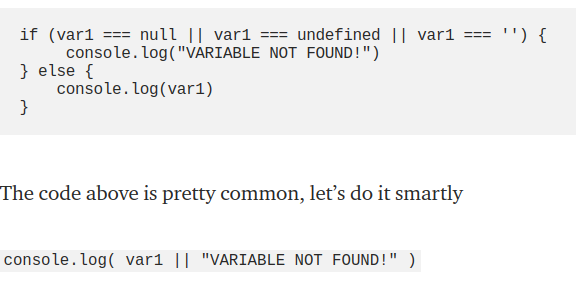 if (var1 === null || var1 === undefined || var1 === '') {
     console.log("VARIABLE NOT FOUND!")
} else {
    console.log(var1)
}
The code above is pretty common, let’s do it smartly
console.log( var1 || "VARIABLE NOT FOUND!" )